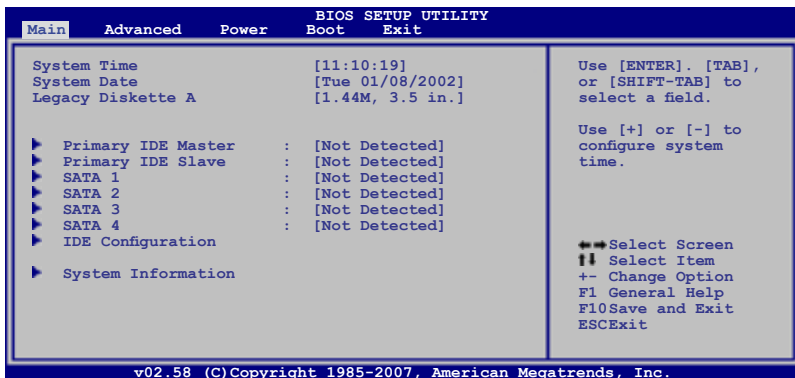 BIOS SETUP UTILITY
Main Advanced Power Boot Exit
System Time [11:10:19]
System Date [Tue 01/08/2002]
Legacy Diskette A [1.44M, 3.5 in.]
Primary IDE Master : [Not Detected]
Primary IDE Slave : [Not Detected]
SATA 1 : [Not Detected]
SATA 2 : [Not Detected]
SATA 3 : [Not Detected]
SATA 4 : [Not Detected]
IDE Configuration
System Information
Use [ENTER]. [TAB],
or [SHIFT-TAB] to
select a field.
Use [+] or [-] to
configure system
time.
Select Screen
Select Item
+- Change Option
F1 General Help
F10Save and Exit
ESCExit
v02.58 (C)Copyright 1985-2007, American Megatrends, Inc.